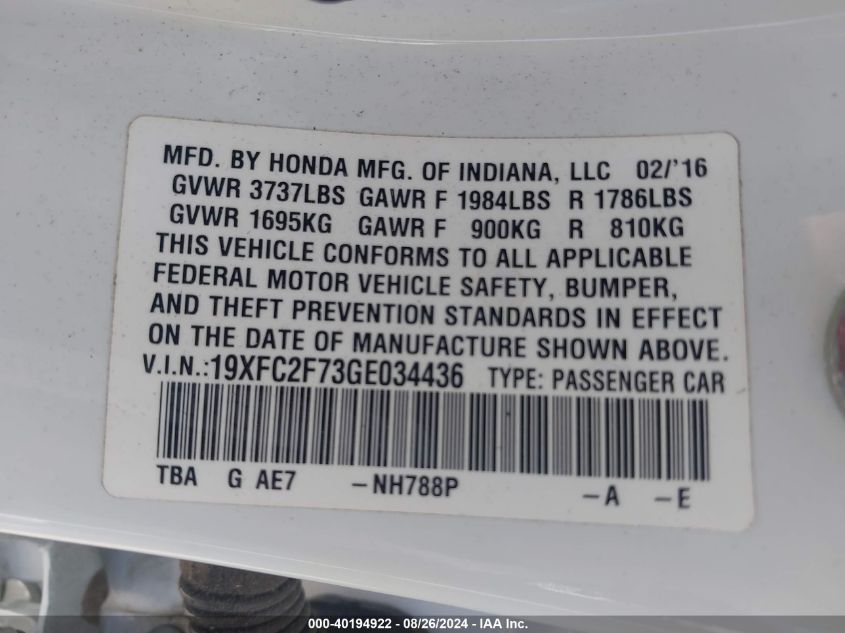 MFD. BY HONDA MFG. OF INDIANA, LLC 02/'16
GVWR 3737LBS GAWR F 1984LBS R 1786LBS
GVWR 1695KG GAWR F 900KG R 810KG
THIS VEHICLE CONFORMS TO ALL APPLICABLE
FEDERAL MOTOR VEHICLE SAFETY, BUMPER,
AND THEFT PREVENTION STANDARDS IN EFFECT
ON THE DATE OF MANUFACTURE SHOWN ABOVE.
V.I.N.:19XFC2F73GE034436 TYPE: PASSENGER CAR
TBA G AE7 -NH788P -A -E
000-40194922 - 08/26/2024 - IAA Inc.